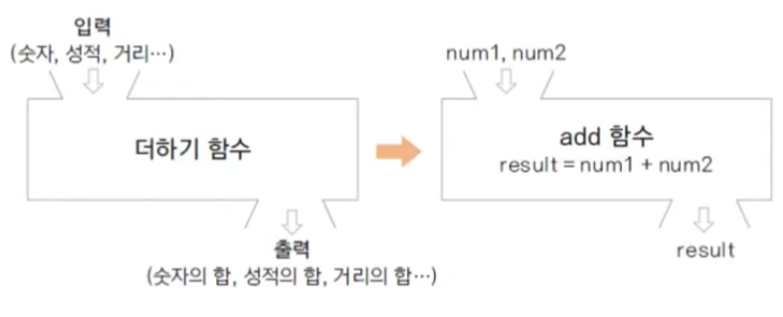 입력
(숫자, 성적, 거리…)
더하기 함수
출력
(숫자의 합, 성적의 합, 거리의 합…)
num1, num2
add 함수
result = num1 + num2
result